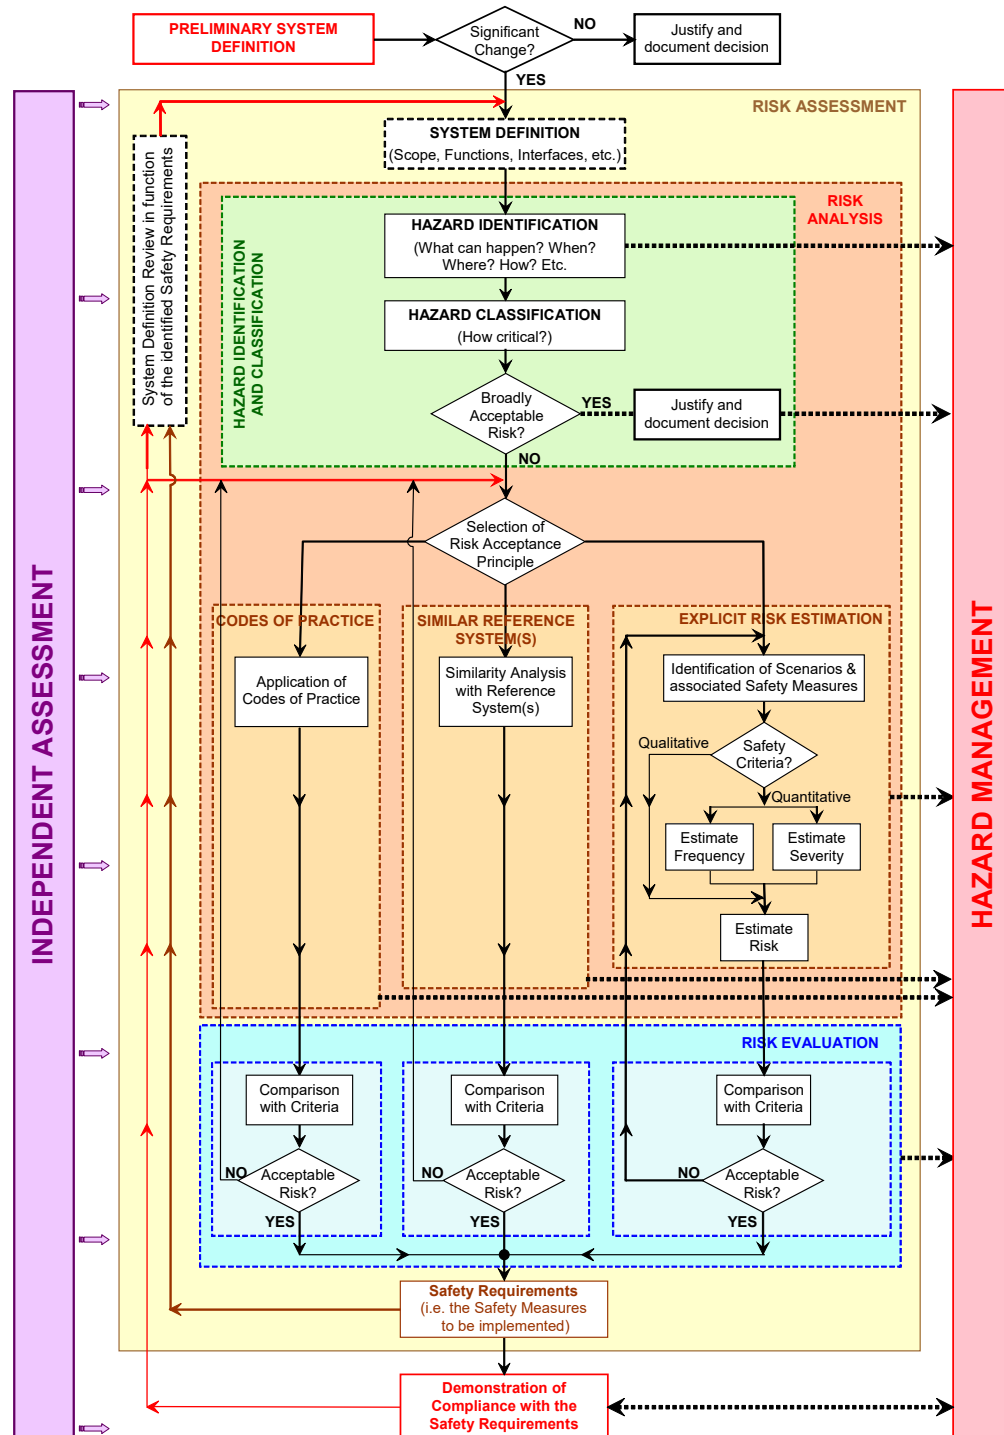 PRELIMINARY SYSTEM
DEFINITION
Significant
Change?
NO
Justify and
document decision
YES
RISK ASSESSMENT
SYSTEM DEFINITION
(Scope, Functions, Interfaces, etc.)
System Definition Review in function
of the identified Safety Requirements
RISK
ANALYSIS
HAZARD IDENTIFICATION
AND CLASSIFICATION
HAZARD IDENTIFICATION
(What can happen? When?
Where? How? Etc.
HAZARD CLASSIFICATION
(How critical?)
Broadly
Acceptable
Risk?
YES
Justify and
document decision
NO
Selection of
Risk Acceptance
Principle
INDEPENDENT ASSESSMENT
HAZARD MANAGEMENT
CODES OF PRACTICE
Application of
Codes of Practice
SIMILAR REFERENCE
SYSTEM(S)
Similarity Analysis
with Reference
System(s)
EXPLICIT RISK ESTIMATION
Identification of Scenarios &
associated Safety Measures
Qualitative
Safety
Criteria?
Quantitative
Estimate
Frequency
Estimate
Severity
Estimate
Risk
RISK EVALUATION
Comparison
with Criteria
Comparison
with Criteria
Comparison
with Criteria
NO
Acceptable
Risk?
NO
Acceptable
Risk?
NO
Acceptable
Risk?
YES
YES
YES
Safety Requirements
(i.e. the Safety Measures
to be implemented)
Demonstration of
Compliance with the
Safety Requirements